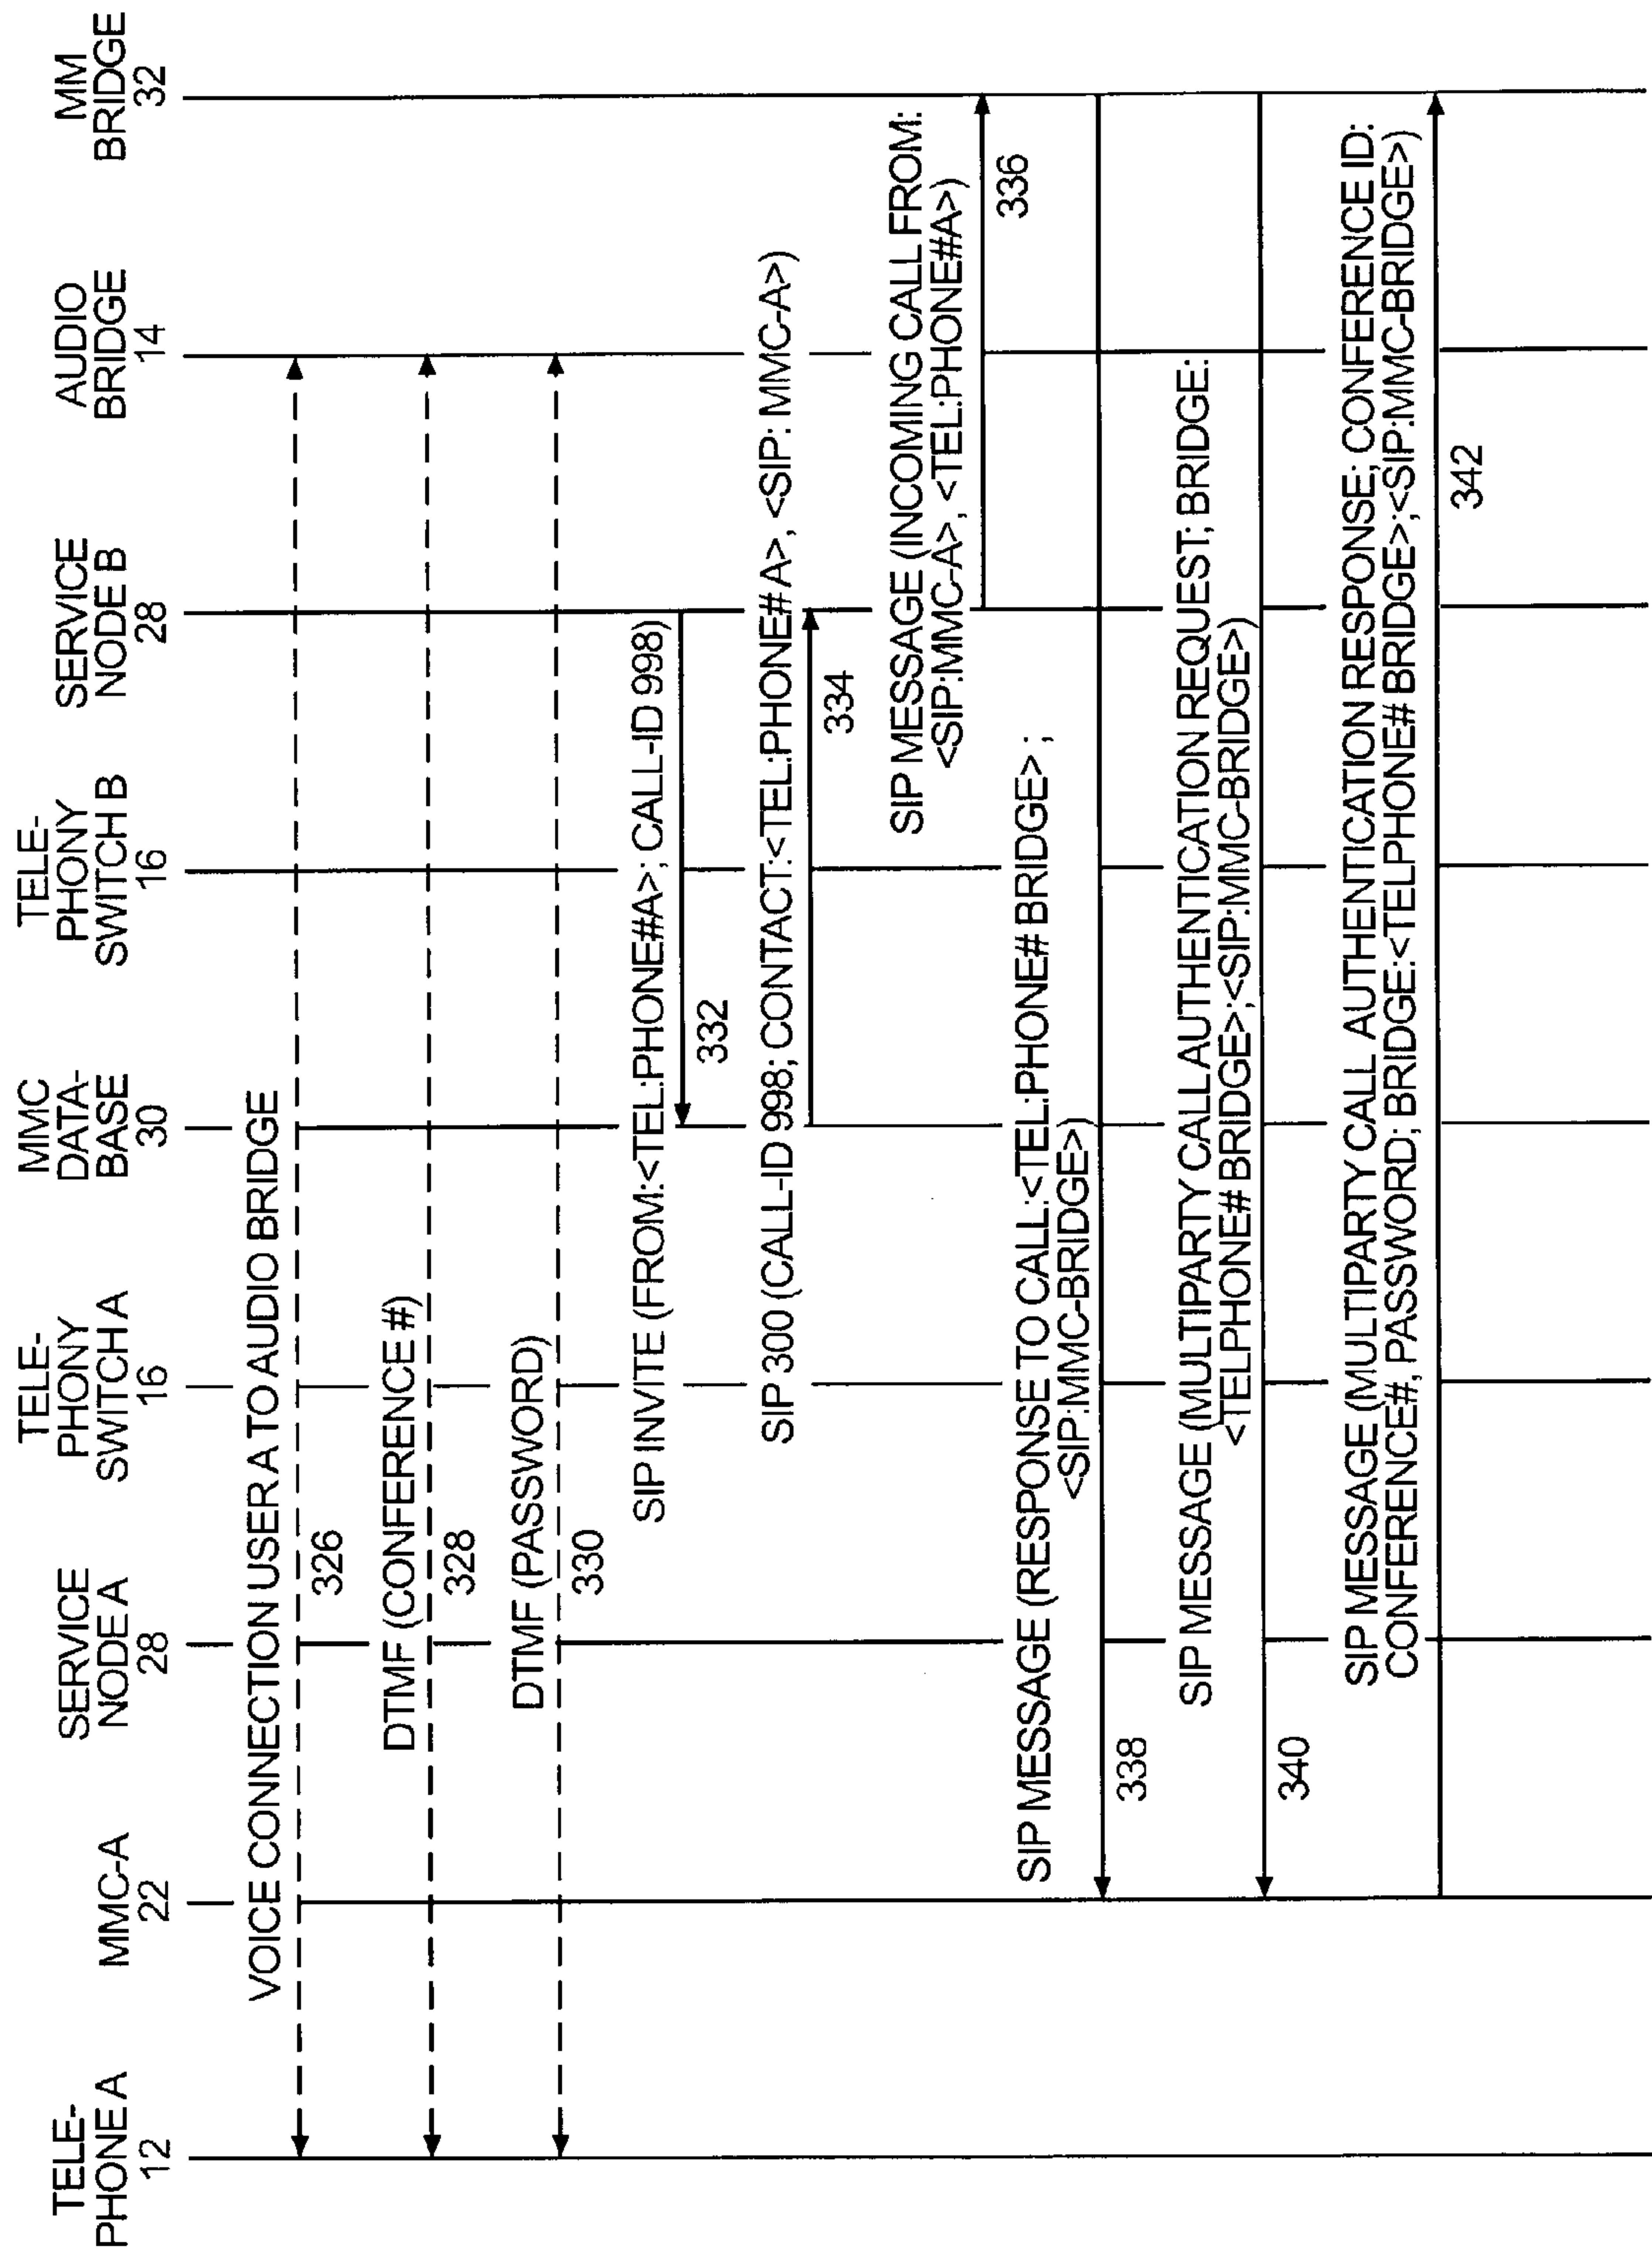 TELE-
PHONE A
12
MMC-A
22
SERVICE
NODE A
28
TELE-
PHONY
SWITCH A
16
MMC
DATA-
BASE
30
TELE-
PHONY
SWITCH B
16
SERVICE
NODE B
28
AUDIO
BRIDGE
14
MM
BRIDGE
32
VOICE CONNECTION USER A TO AUDIO BRIDGE
326
DTMF (CONFERENCE #)
328
DTMF (PASSWORD)
330
SIP INVITE (FROM:<TEL:PHONE#A>; CALL-ID 998)
332
SIP 300 (CALL-ID 998; CONTACT:<TEL:PHONE# A>, <SIP: MMC-A>)
334
SIP MESSAGE (INCOMING CALL FROM:
<SIP:MMC-A>, <TEL:PHONE#A>)
336
SIP MESSAGE (RESPONSE TO CALL:<TEL:PHONE# BRIDGE> ;
<SIP:MMC-BRIDGE>)
338
SIP MESSAGE (MULTIPARTY CALL AUTHENTICATION REQUEST; BRIDGE:
<TELPHONE# BRIDGE>;<SIP:MMC-BRIDGE>)
340
SIP MESSAGE (MULTIPARTY CALL AUTHENTICATION RESPONSE; CONFERENCE ID:
CONFERENCE#, PASSWORD; BRIDGE:<TELPHONE# BRIDGE>;<SIP:MMC-BRIDGE>)
342